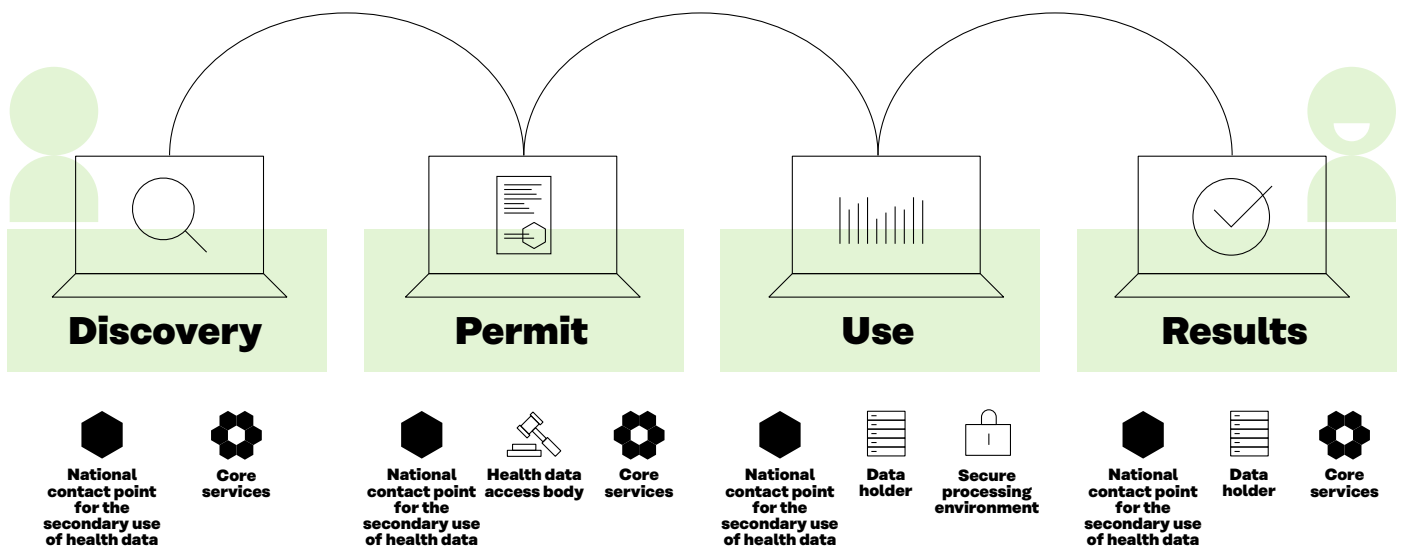 Discovery
Permit
Use
Results
National
contact point
for the
secondary use
of health data
Core
services
National
contact point
for the
secondary use
of health data
Health data
access body
Core
services
National
contact point
for the
secondary use
of health data
Data
holder
Secure
processing
environment
National
contact point
for the
secondary use
of health data
Data
holder
Core
services